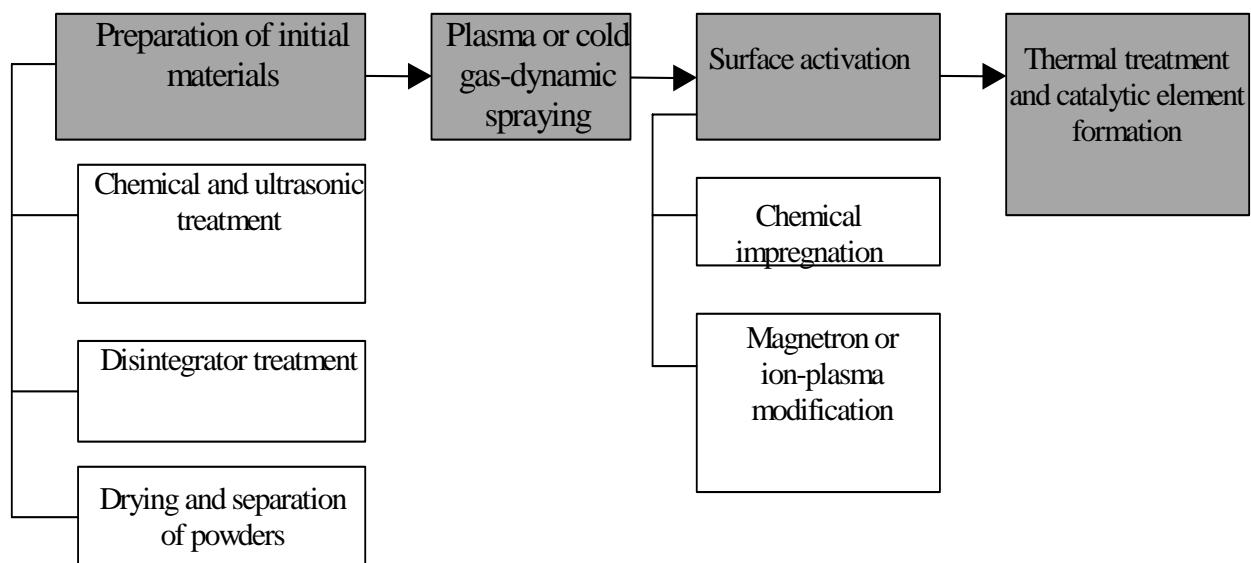 Preparation of initial
materials
Plasma or cold
gas-dynamic
spraying
Surface activation
Thermal treatment
and catalytic element
formation
Chemical and ultrasonic
treatment
Disintegrator treatment
Drying and separation
of powders
Chemical
impregnation
Magnetron or
ion-plasma
modification